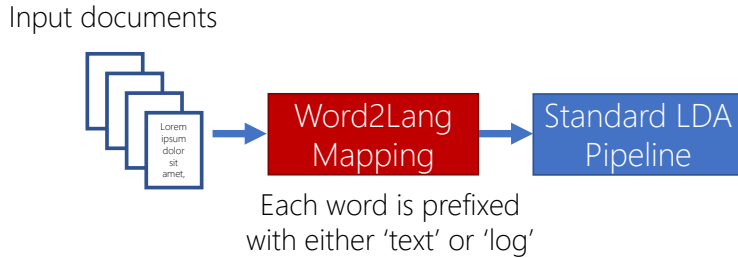 Input documents
Lorem
ipsum
dolor
sit
amet,
Word2Lang
Mapping
Standard LDA
Pipeline
Each word is prefixed
with either ‘text’ or ‘log’